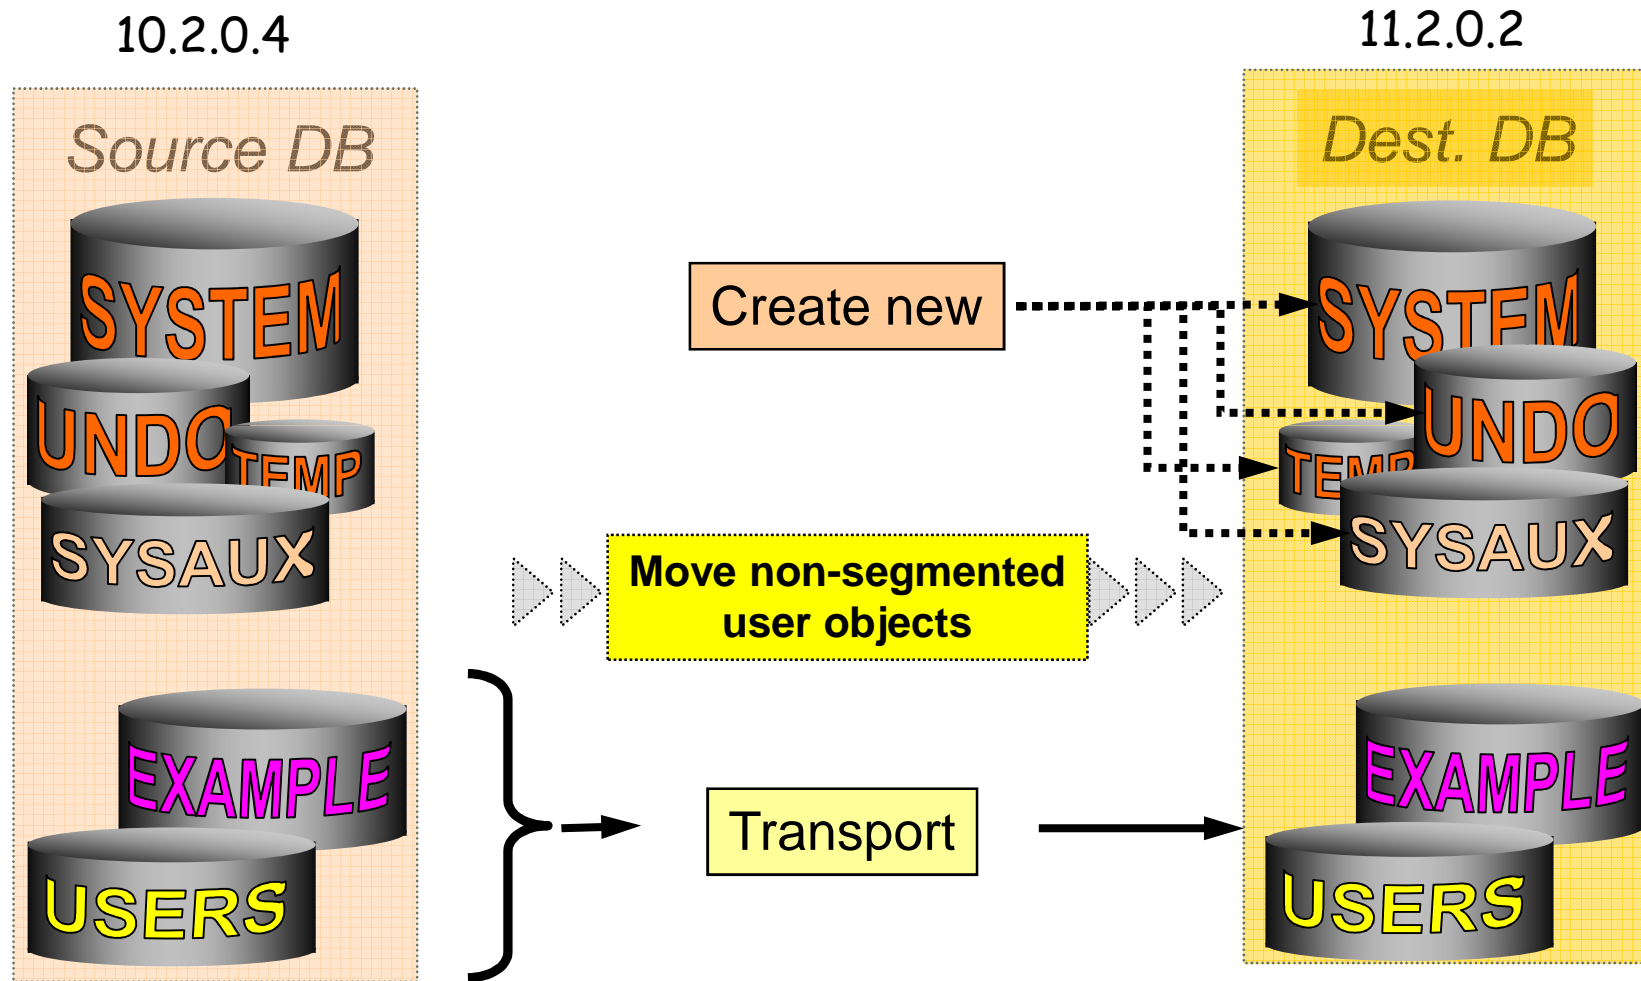 10.2.0.4
Source DB
SYSTEM
UNDO
TEMP
SYSAUX
EXAMPLE
USERS
Create new
Move non-segmented
user objects
Transport
11.2.0.2
Dest. DB
SYSTEM
UNDO
TEMP
SYSAUX
EXAMPLE
USERS